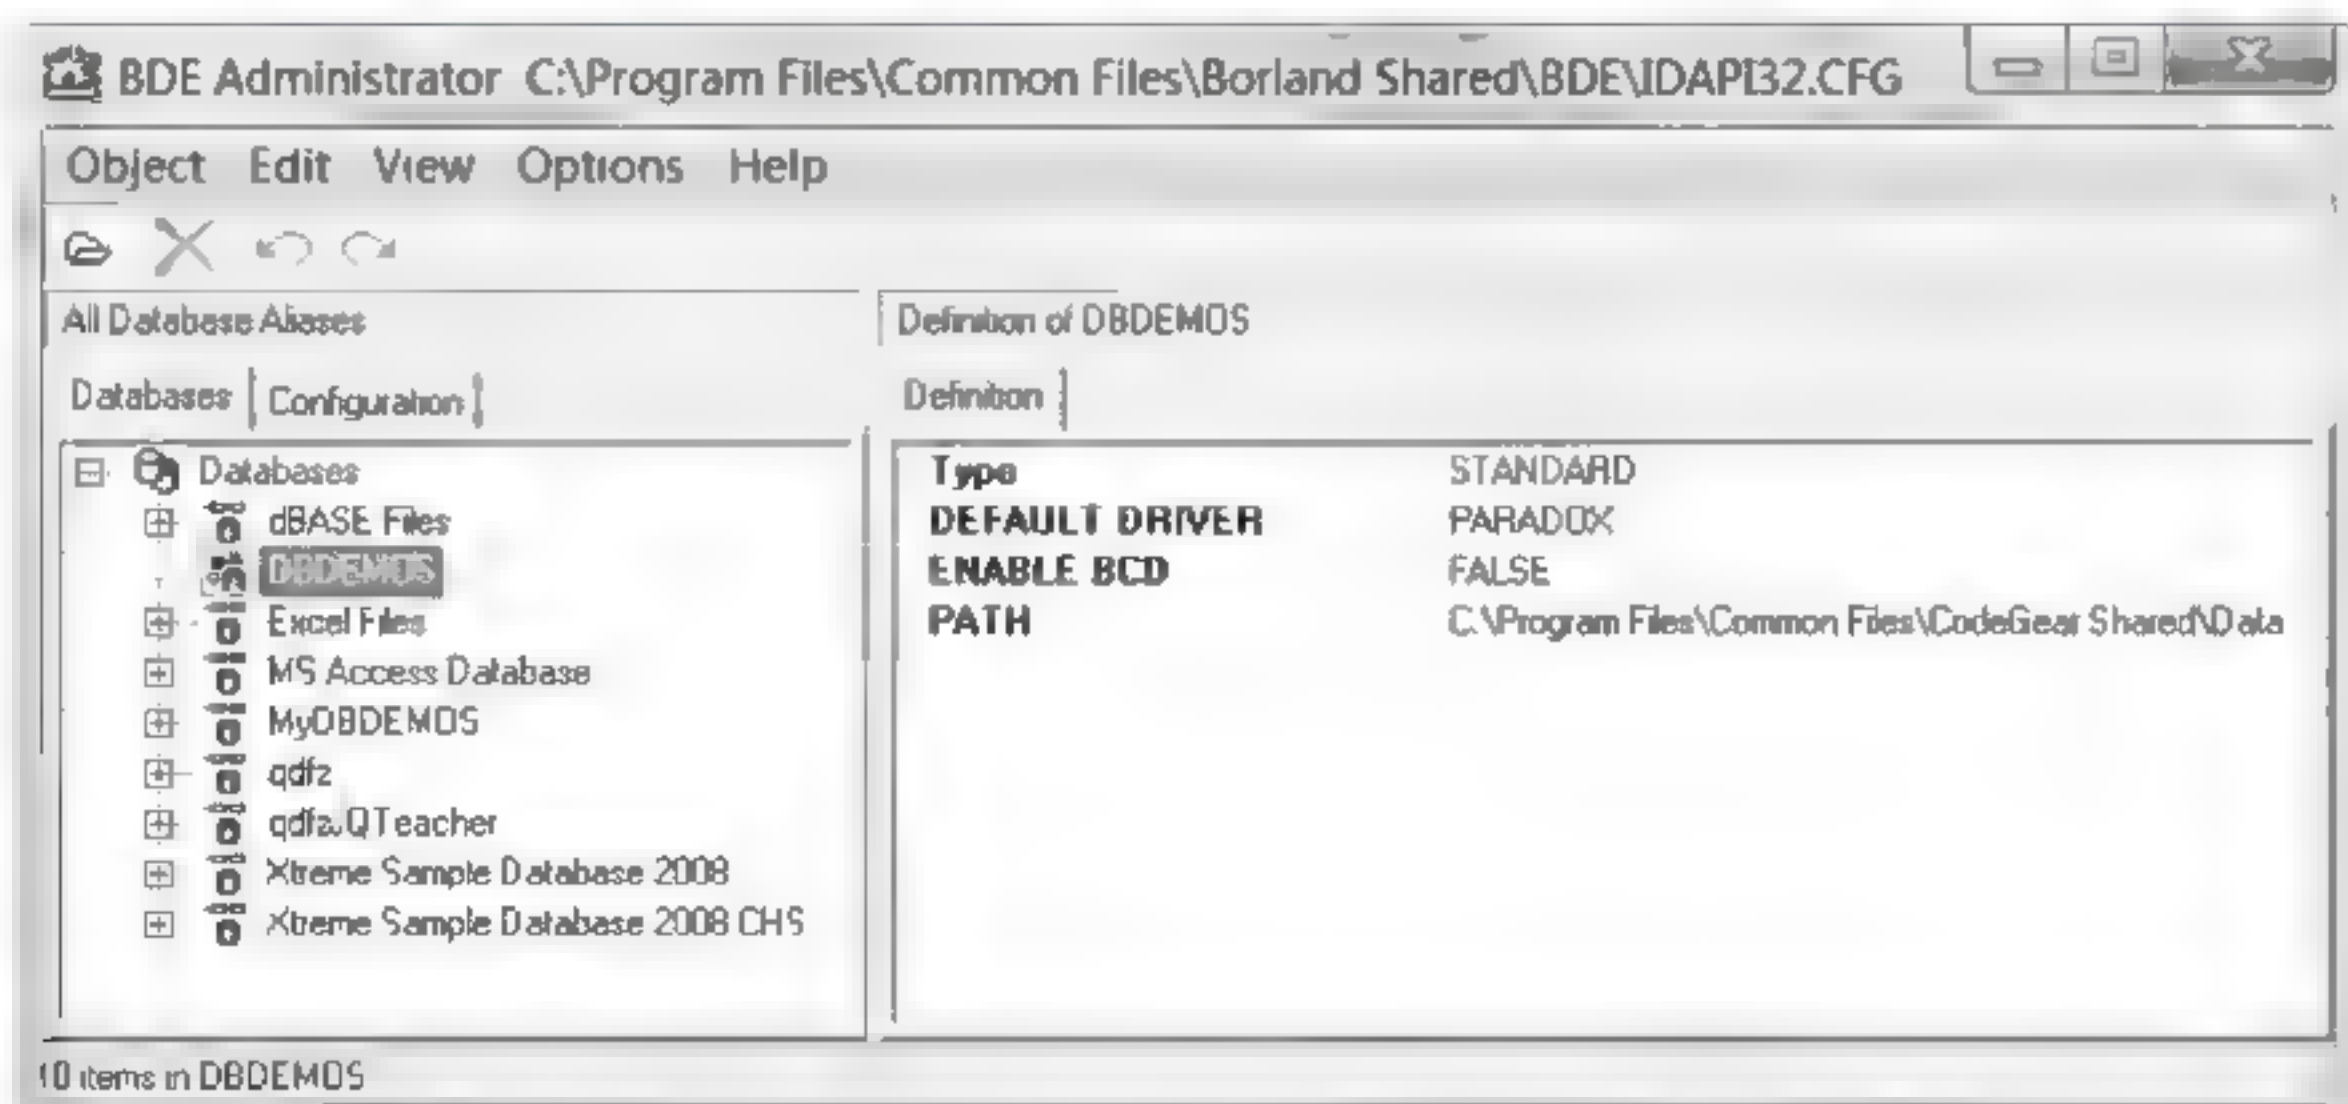 BDE Administrator C:\Program Files\Common Files\Borland Shared\BDE\IDAPI32.CFG
Object Edit View Options Help
All Database Aliases
Definition of DBDEMOS
Databases Configuration
Definition
Databases
dBASE Files
DBDEMOS
Excel Files
MS Access Database
MyDBDEMOS
qdfz
qdfzJQTeacher
Xtreme Sample Database 2008
Xtreme Sample Database 2008 CHS
Type STANDARD
DEFAULT DRIVER PARADOX
ENABLE BCD FALSE
PATH C:\Program Files\Common Files\CodeGear Shared\Data
0 items in DBDEMOS